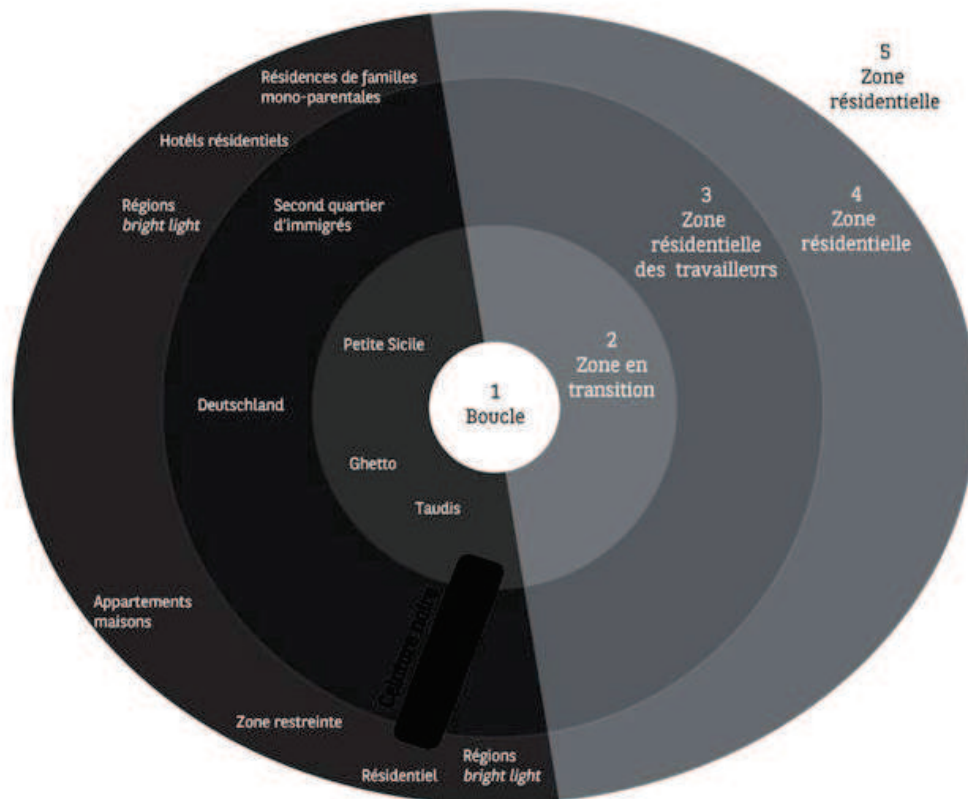 5
Zone
résidentielle
Résidences de familles
mono-parentales
Hotêls résidentiels
Régions
bright light
Second quartier
d'immigrés
3
Zone
résidentielle
des travailleurs
4
Zone
résidentielle
Petite Sicile
2
Zone en
transition
1
Boucle
Deutschland
Ghetto
Taudis
Ceinture noire
Appartements
maisons
Zone restreinte
Résidentiel
Régions
bright light